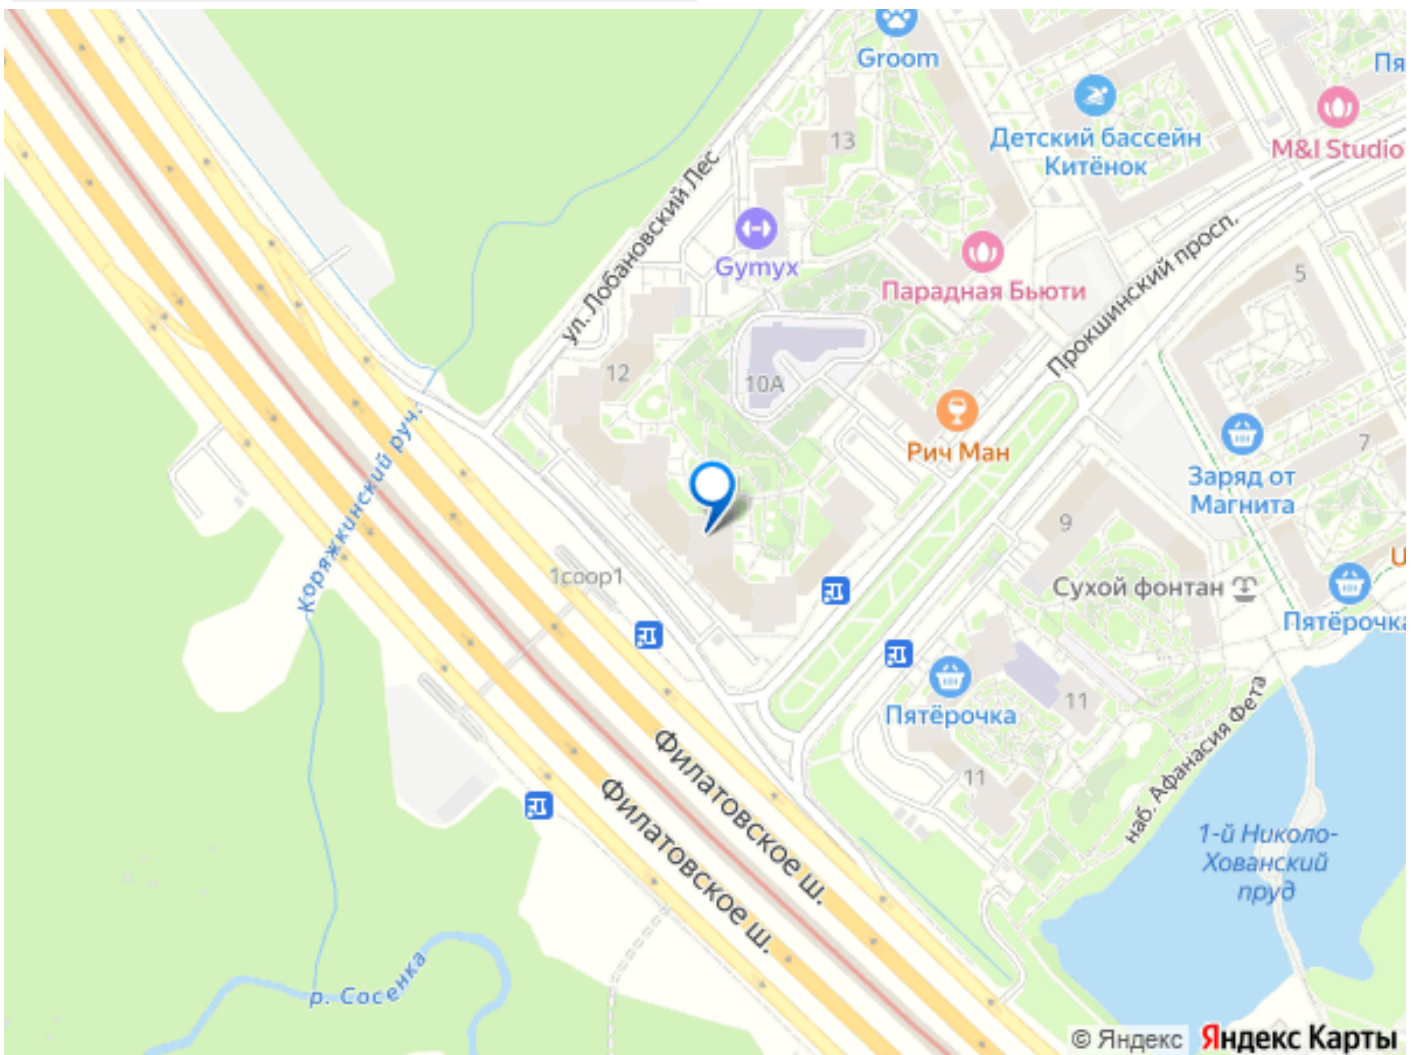 Groom
Пя
13
Детский бассейн
Китёнок
M&I Studio
ул. Лобановский Лес
Gymyx
Парадная Бьюти
Прокшинский просп.
5
12
10А
Коряжкинский руч.
Рич Ман
7
Заряд от
Магнита
9
1соор1
Сухой фонтан
U
Пятёрочка
Пятёрочка
11
наб. Афанасия Фета
11
Филатовское ш.
Филатовское ш.
1-й Николо-
Хованский
пруд
р. Сосенка
© Яндекс Яндекс Карты